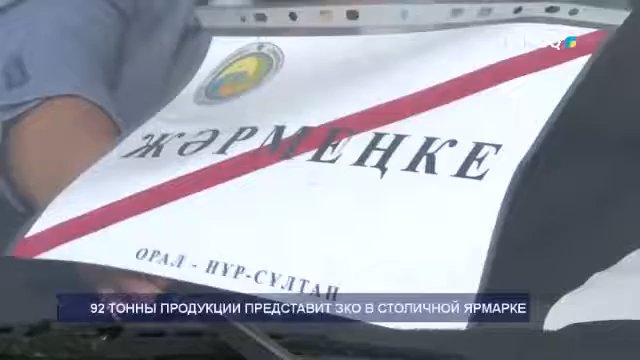 ЖӘРМЕҢКЕ
ОРАЛ - НҰР-СҰЛТАН
92 ТОННЫ ПРОДУКЦИИ ПРЕДСТАВИТ ЗКО В СТОЛИЧНОЙ ЯРМАРКЕ